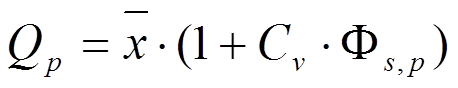 Q_p = x̄ · (1 + C_v · Φ_{s,p})